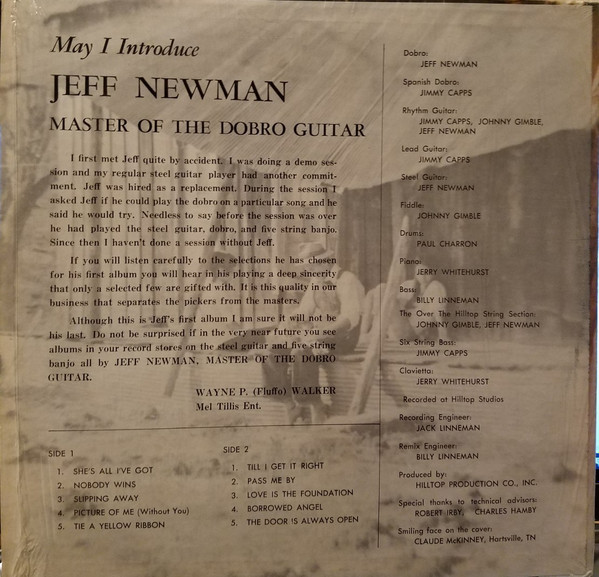 May I Introduce
JEFF NEWMAN
MASTER OF THE DOBRO GUITAR
I first met Jeff quite by accident. I was doing a demo ses-
sion and my regular steel guitar player had another commit-
ment. Jeff was hired as a replacement. During the session I
asked Jeff if he could play the dobro on a particular song and he
said he would try. Needless to say before the session was over
he had played the steel guitar, dobro, and five string banjo.
Since then I haven't done a session without Jeff.
If you will listen carefully to the selections he has chosen
for his first album you will hear in his playing a deep sincerity
that only a selected few are gifted with. It is this quality in our
business that separates the pickers from the masters.
Although this is Jeff's first album I am sure it will not be
his last. Do not be surprised if in the very near future you see
albums in your record stores on the steel guitar and five string
banjo all by JEFF NEWMAN, MASTER OF THE DOBRO
GUITAR.
WAYNE P. (Fluffo) WALKER
Mel Tillis Ent.
SIDE 1
1. SHE'S ALL I'VE GOT
2. NOBODY WINS
3. SLIPPING AWAY
4. PICTURE OF ME (Without You)
5. TIE A YELLOW RIBBON
SIDE 2
1. TILL I GET IT RIGHT
2. PASS ME BY
3. LOVE IS THE FOUNDATION
4. BORROWED ANGEL
5. THE DOOR IS ALWAYS OPEN
Dobro:
JEFF NEWMAN
Spanish Dobro:
JIMMY CAPPS
Rhythm Guitar:
JIMMY CAPPS, JOHNNY GIMBLE,
JEFF NEWMAN
Lead Guitar:
JIMMY CAPPS
Steel Guitar:
JEFF NEWMAN
Fiddle:
JOHNNY GIMBLE
Drums:
PAUL CHARRON
Piano:
JERRY WHITEHURST
Bass:
BILLY LINNEMAN
The Over The Hilltop String Section:
JOHNNY GIMBLE, JEFF NEWMAN
Six String Bass:
JIMMY CAPPS
Clavietta:
JERRY WHITEHURST
Recorded at Hilltop Studios
Recording Engineer:
JACK LINNEMAN
Remix Engineer:
BILLY LINNEMAN
Produced by:
HILLTOP PRODUCTION CO., INC.
Special thanks to technical advisors:
ROBERT IRBY, CHARLES HAMBY
Smiling face on the cover:
CLAUDE McKINNEY, Hartsville, TN